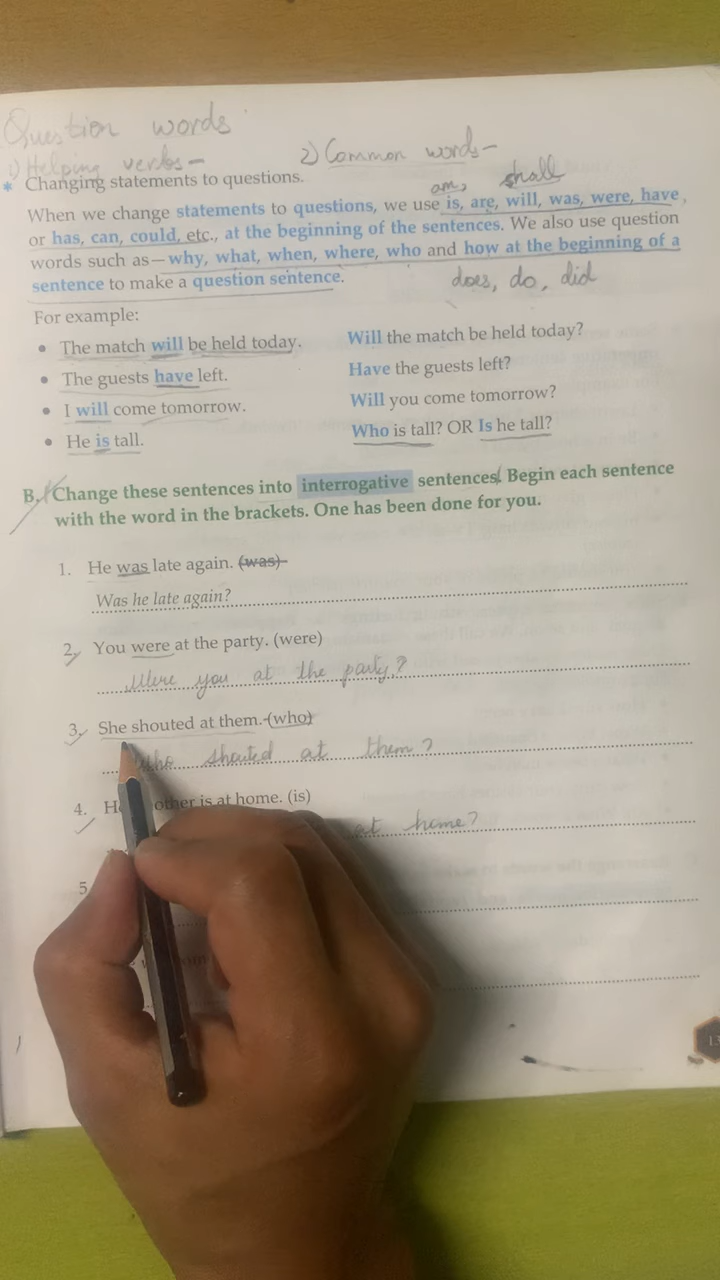 Question words
1) Helping verbs- 2) Common words-
* Changing statements to questions.
am, shall
When we change statements to questions, we use is, are, will, was, were, have,
or has, can, could, etc., at the beginning of the sentences. We also use question
words such as—why, what, when, where, who and how at the beginning of a
sentence to make a question sentence. does, do, did
For example:
• The match will be held today. Will the match be held today?
• The guests have left. Have the guests left?
• I will come tomorrow. Will you come tomorrow?
• He is tall. Who is tall? OR Is he tall?
B. Change these sentences into interrogative sentences. Begin each sentence
with the word in the brackets. One has been done for you.
1. He was late again. (was)
Was he late again?
2. You were at the party. (were)
Were you at the party?
3. She shouted at them. (who)
Who shouted at them?
4. is at home. (is)
at home?
5
13